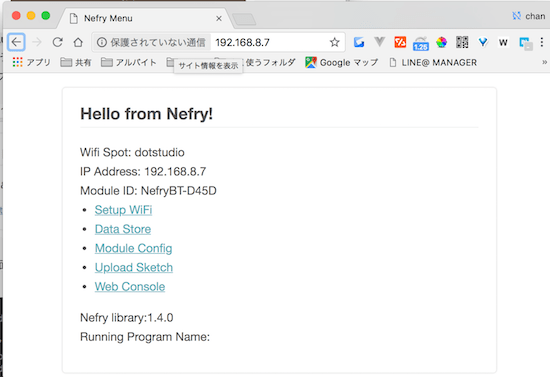 Nefry Menu
chan
保護されていない通信 192.168.8.7
1.25
W
アプリ 共有 アルバイト 使うフォルダ Google マップ LINE@ MANAGER
サイト情報を表示
Hello from Nefry!
Wifi Spot: dotstudio
IP Address: 192.168.8.7
Module ID: NefryBT-D45D
Setup WiFi
Data Store
Module Config
Upload Sketch
Web Console
Nefry library:1.4.0
Running Program Name: